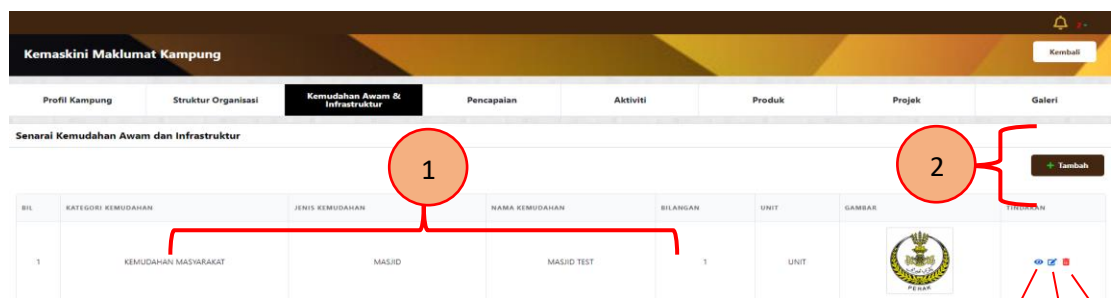 Kemaskini Maklumat Kampung
Kembali
Profil Kampung
Struktur Organisasi
Kemudahan Awam &
Infrastruktur
Pencapaian
Aktiviti
Produk
Projek
Galeri
Senarai Kemudahan Awam dan Infrastruktur
1
2
+ Tambah
BIL
KATEGORI KEMUDAHAN
JENIS KEMUDAHAN
NAMA KEMUDAHAN
BILANGAN
UNIT
GAMBAR
TINDAKAN
1
KEMUDAHAN MASYARAKAT
MASJID
MASJID TEST
1
UNIT
PERAK